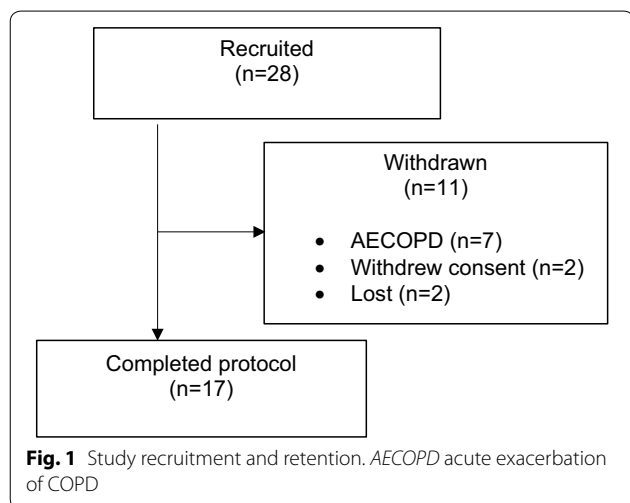 Recruited
(n=28)
Withdrawn
(n=11)
• AECOPD (n=7)
• Withdrew consent (n=2)
• Lost (n=2)
Completed protocol
(n=17)
Fig. 1 Study recruitment and retention. AECOPD acute exacerbation
of COPD